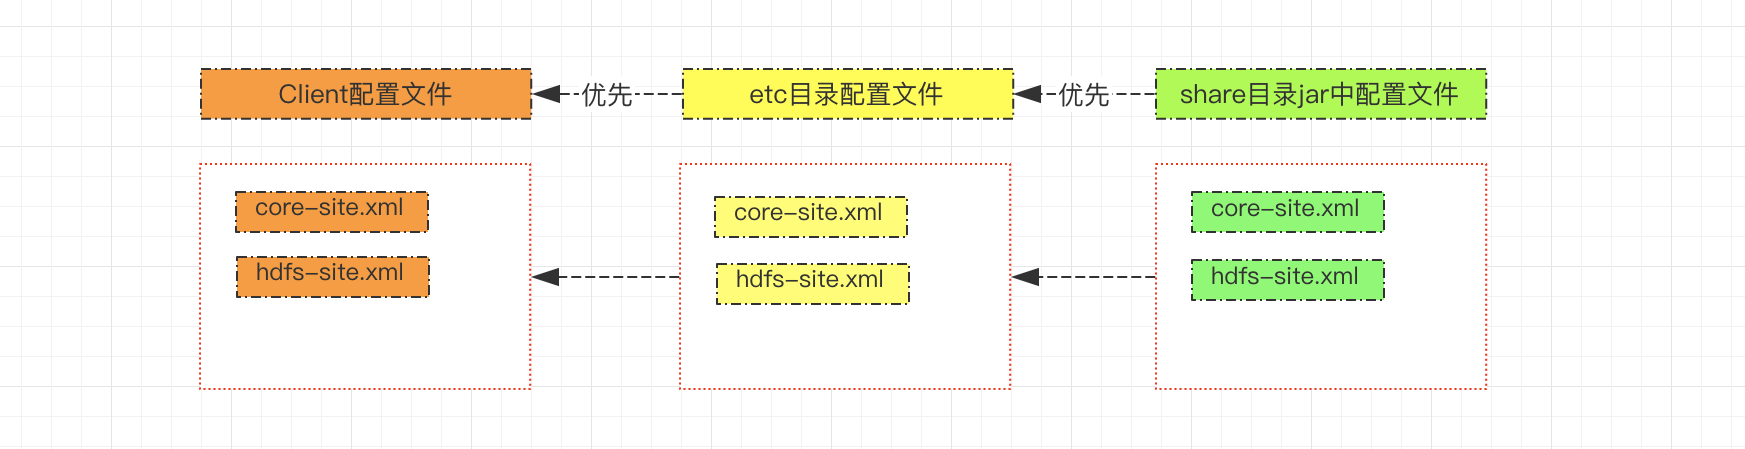 Client配置文件
优先
etc目录配置文件
优先
share目录jar中配置文件
core-site.xml
hdfs-site.xml
core-site.xml
hdfs-site.xml
core-site.xml
hdfs-site.xml